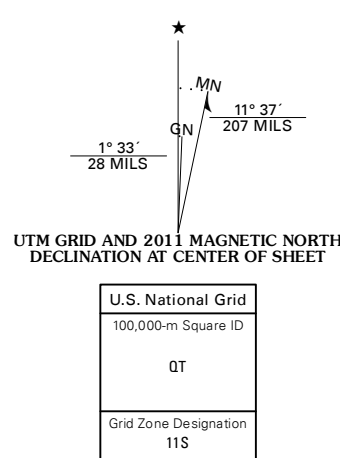 ★
MN
11° 37´
207 MILS
GN
1° 33´
28 MILS
UTM GRID AND 2011 MAGNETIC NORTH
DECLINATION AT CENTER OF SHEET
U.S. National Grid
100,000-m Square ID
QT
Grid Zone Designation
11S